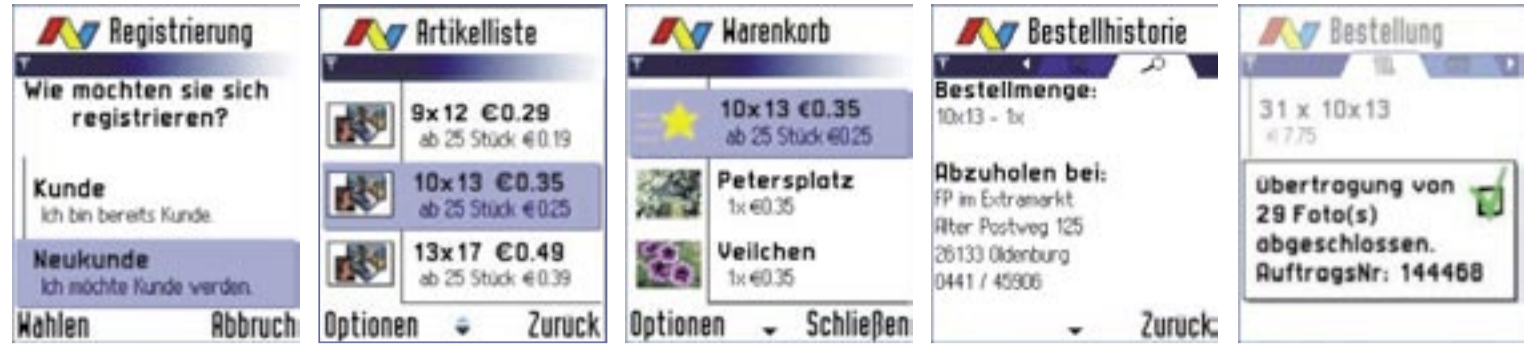 Registrierung
Wie möchten sie sich
registrieren?
Kunde
Ich bin bereits Kunde.
Neukunde
Ich möchte Kunde werden.
Wählen Abbruch
Artikelliste
9x12 €0.29
ab 25 Stück €0.19
10x13 €0.35
ab 25 Stück €0.25
13x17 €0.49
ab 25 Stück €0.39
Optionen Zurück
Warenkorb
10x13 €0.35
ab 25 Stück €0.25
Petersplatz
1x €0.35
Veilchen
1x €0.35
Optionen Schließen
Bestellhistorie
Bestellmenge:
10x13 - 1x
Abzuholen bei:
FP im Extramarkt
Alter Postweg 125
26133 Oldenburg
0441 / 45906
Zurück
Bestellung
31 x 10x13
€ 7.75
Übertragung von
29 Foto(s)
abgeschlossen.
AuftragsNr: 144468